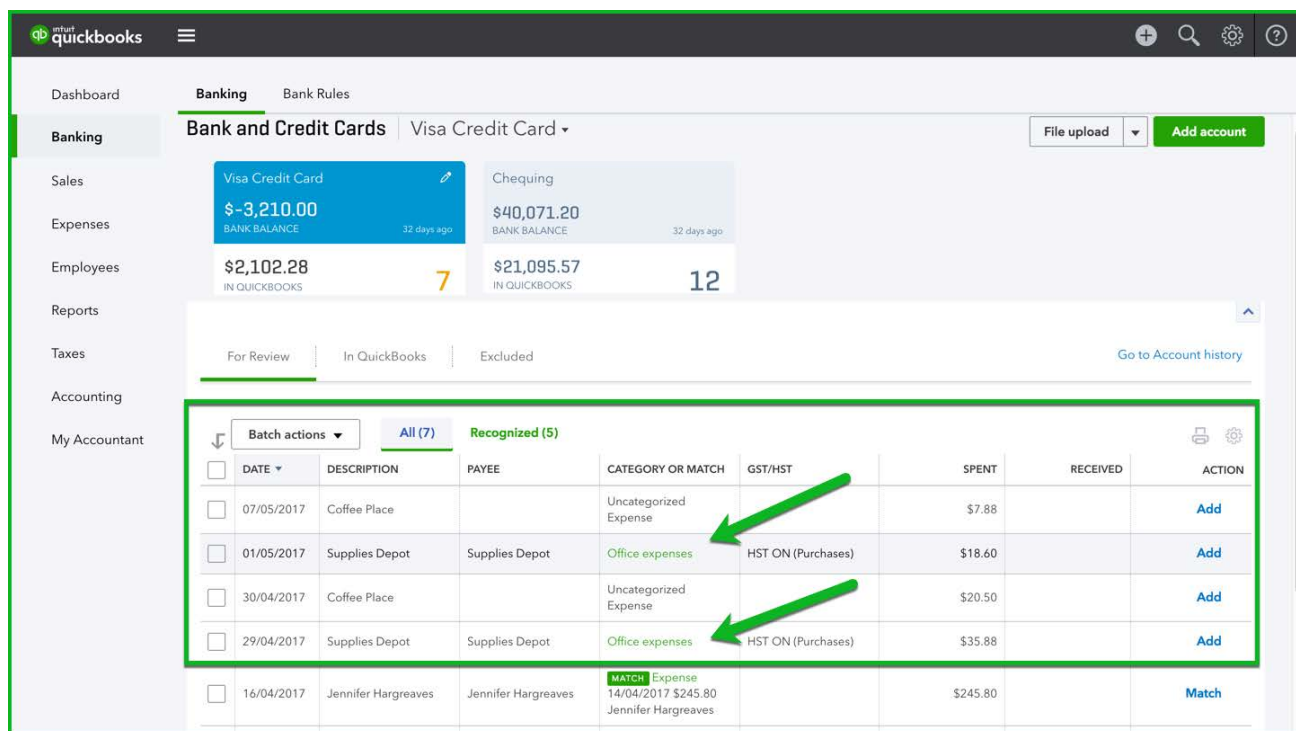 qb intuit quickbooks
Dashboard
Banking
Sales
Expenses
Employees
Reports
Taxes
Accounting
My Accountant
Banking Bank Rules
Bank and Credit Cards Visa Credit Card
File upload Add account
Visa Credit Card
$-3,210.00
BANK BALANCE 32 days ago
$2,102.28
IN QUICKBOOKS
7
Chequing
$40,071.20
BANK BALANCE 32 days ago
$21,095.57
IN QUICKBOOKS
12
For Review In QuickBooks Excluded Go to Account history
Batch actions All (7) Recognized (5)
DATE DESCRIPTION PAYEE CATEGORY OR MATCH GST/HST SPENT RECEIVED ACTION
07/05/2017 Coffee Place Uncategorized Expense $7.88 Add
01/05/2017 Supplies Depot Supplies Depot Office expenses HST ON (Purchases) $18.60 Add
30/04/2017 Coffee Place Uncategorized Expense $20.50 Add
29/04/2017 Supplies Depot Supplies Depot Office expenses HST ON (Purchases) $35.88 Add
16/04/2017 Jennifer Hargreaves Jennifer Hargreaves MATCH Expense 14/04/2017 $245.80 Jennifer Hargreaves $245.80 Match